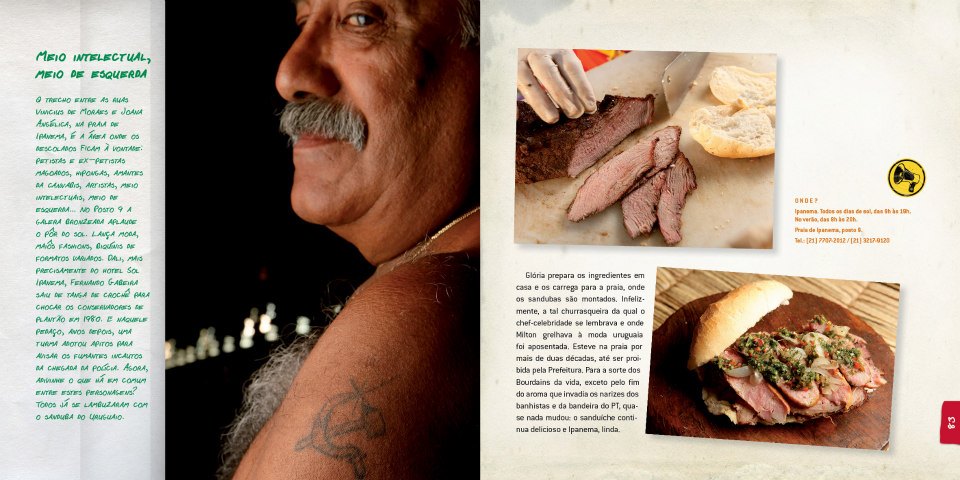 Meio intelectual,
meio de esquerda
O trecho entre as ruas
Vinicius de Moraes e Joana
Angélica, na praia de
Ipanema, é a área onde os
descolados ficam à vontade:
petistas e ex-petistas
magoados, hipongas, amantes
da cannabis, artistas, meio
intelectuais, meio de
esquerda... No Posto 9 a
galera bronzeada aplaude
o pôr do sol. Lança moda,
maiôs fashions, biquínis de
formatos variados. Dali, mais
precisamente do hotel Sol
Ipanema, Fernando Gabeira
saiu de tanga de crochê para
chocar os conservadores de
plantão em 1980. E naquele
pedaço, anos depois, uma
turma adotou apitos para
avisar os fumantes incautos
da chegada da polícia. Agora,
adivinhe o que há em comum
entre estes personagens?
Todos já se lambuzaram com
o sanduba do Uruguaio.
Glória prepara os ingredientes em
casa e os carrega para a praia, onde
os sandubas são montados. Infeliz-
mente, a tal churrasqueira da qual o
chef-celebridade se lembrava e onde
Milton grelhava à moda uruguaia
foi aposentada. Esteve na praia por
mais de duas décadas, até ser proi-
bida pela Prefeitura. Para a sorte dos
Bourdains da vida, exceto pelo fim
do aroma que invadia os narizes dos
banhistas e da bandeira do PT, qua-
se nada mudou: o sanduíche conti-
nua delicioso e Ipanema, linda.
ONDE?
Ipanema. Todos os dias de sol, das 9h às 19h.
No verão, das 8h às 20h.
Praia de Ipanema, posto 9.
Tel.: (21) 7707-2012 / (21) 3217-9120